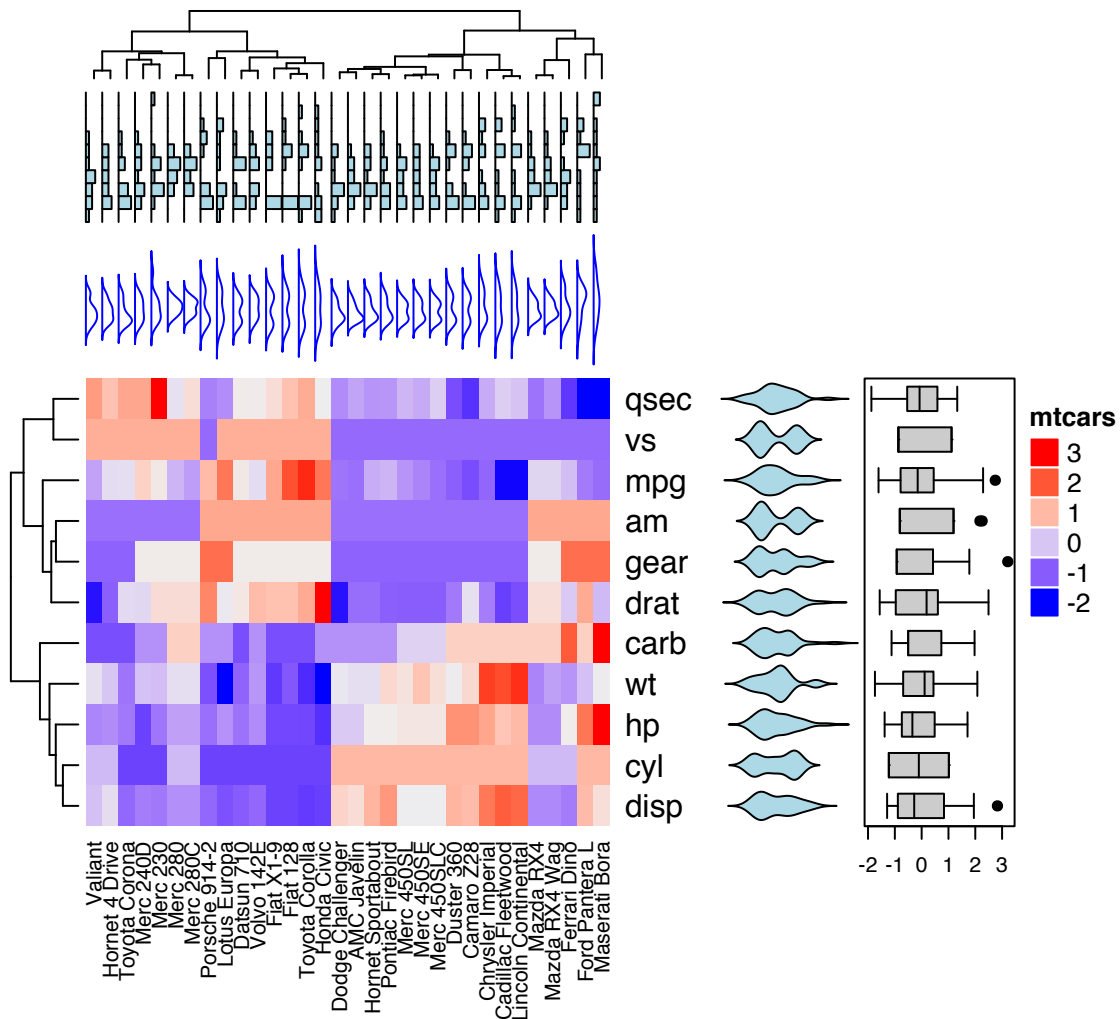 qsec
vs
mpg
am
gear
drat
carb
wt
hp
cyl
disp
mtcars
3
2
1
0
-1
-2
-2 -1 0 1 3
Valiant
Hornet 4 Drive
Toyota Corona
Merc 240D
Merc 230
Merc 280
Merc 280C
Porsche 914-2
Lotus Europa
Datsun 710
Volvo 142E
Fiat X1-9
Fiat 128
Toyota Corolla
Honda Civic
Dodge Challenger
AMC Javelin
Hornet Sportabout
Pontiac Firebird
Merc 450SL
Merc 450SE
Merc 450SLC
Duster 360
Camaro Z28
Chrysler Imperial
Cadillac Fleetwood
Lincoln Continental
Mazda RX4
Mazda RX4 Wag
Ferrari Dino
Ford Pantera L
Maserati Bora